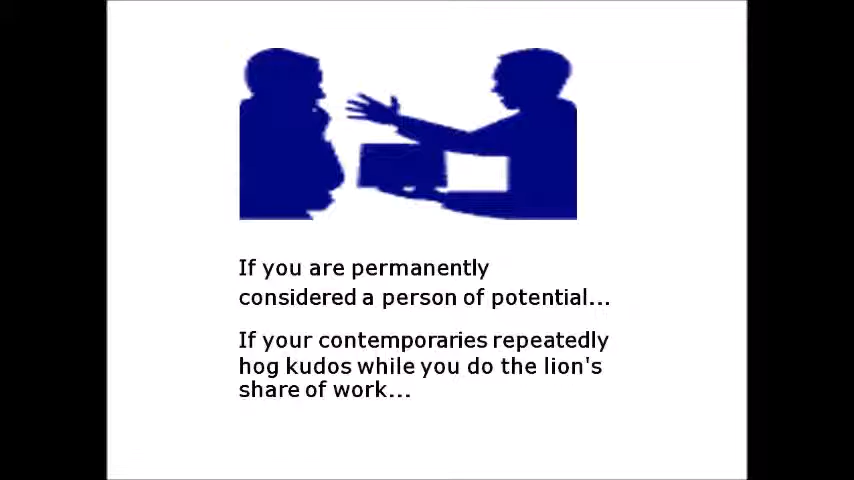 If you are permanently
considered a person of potential...
If your contemporaries repeatedly
hog kudos while you do the lion's
share of work...